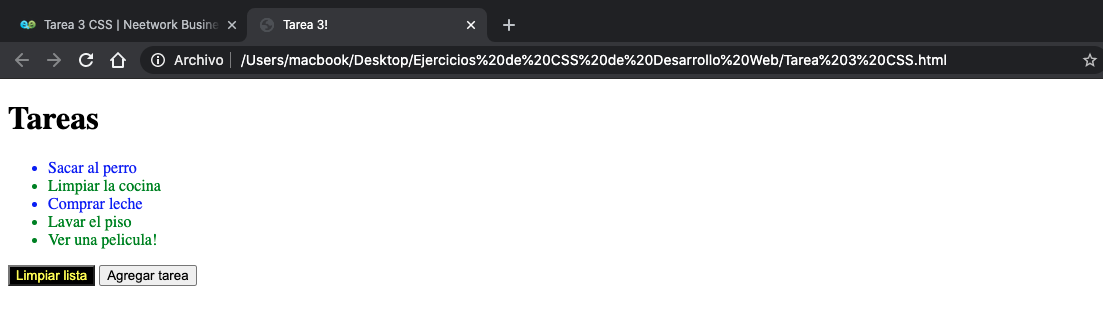 Tarea 3 CSS | Neetwork Busine
Tarea 3!
Archivo /Users/macbook/Desktop/Ejercicios%20de%20CSS%20de%20Desarrollo%20Web/Tarea%203%20CSS.html
Tareas
Sacar al perro
Limpiar la cocina
Comprar leche
Lavar el piso
Ver una pelicula!
Limpiar lista Agregar tarea